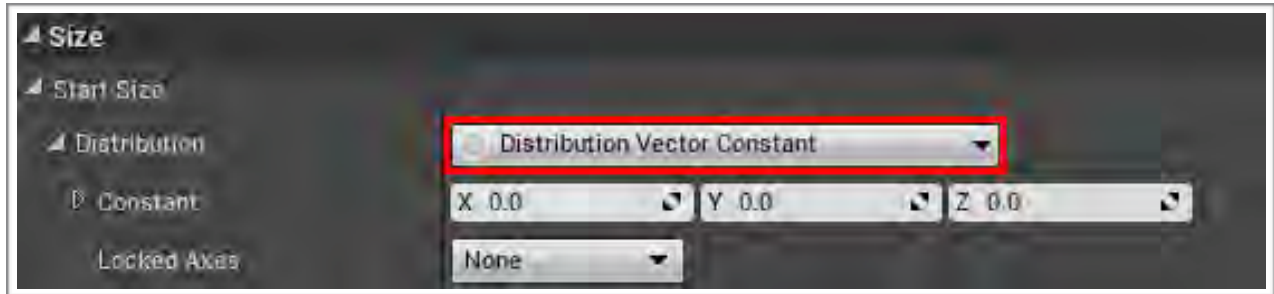 Size
Start Size
Distribution Distribution Vector Constant
Constant X 0.0 Y 0.0 Z 0.0
Locked Axes None